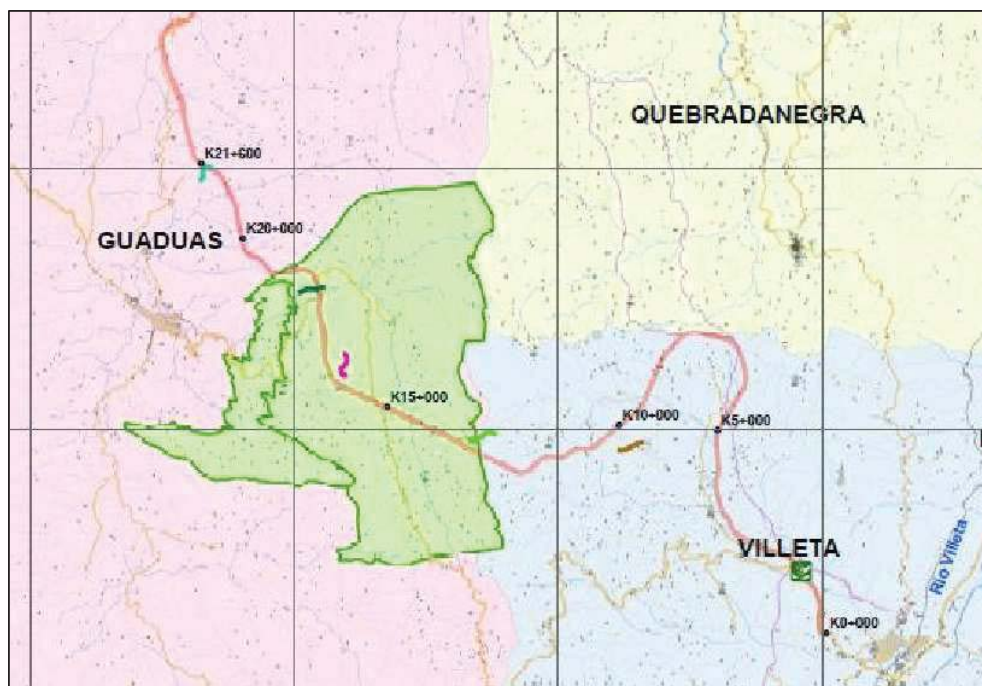 QUEBRADANEGRA
K21+600
K20+000
GUADUAS
K15+000
K10+000
K5+000
VILLETA
Rio Villeta
K0+000